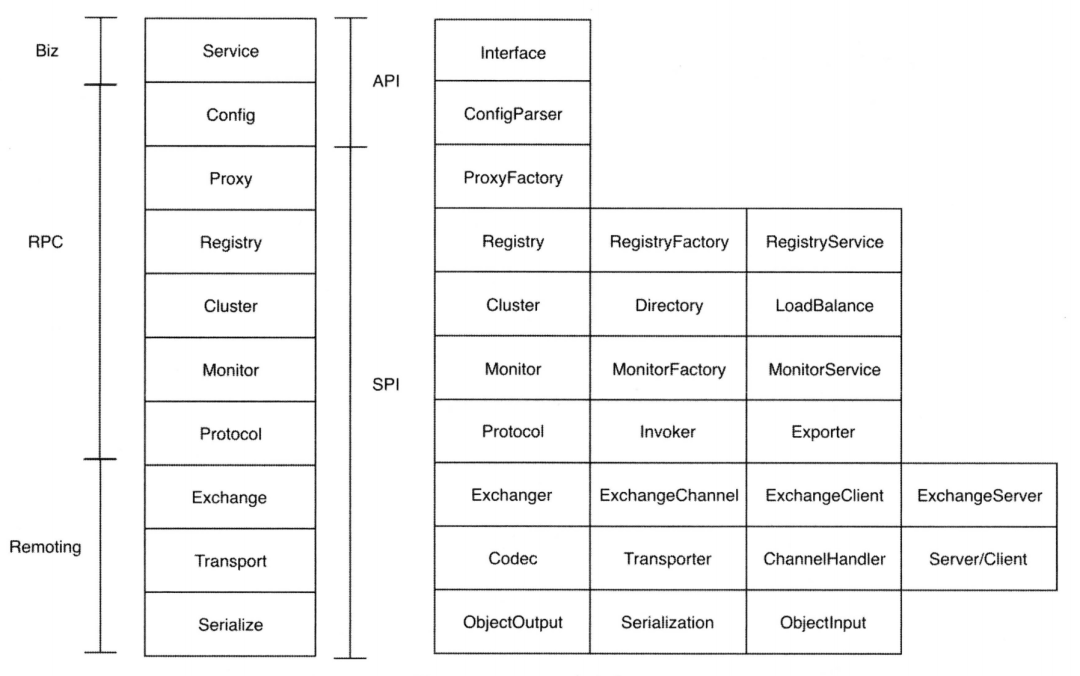 Biz
Service
API
Interface
Config
ConfigParser
Proxy
ProxyFactory
RPC
Registry
Registry RegistryFactory RegistryService
Cluster
Cluster Directory LoadBalance
Monitor
SPI
Monitor MonitorFactory MonitorService
Protocol
Protocol Invoker Exporter
Exchange
Exchanger ExchangeChannel ExchangeClient ExchangeServer
Remoting
Transport
Codec Transporter ChannelHandler Server/Client
Serialize
ObjectOutput Serialization ObjectInput